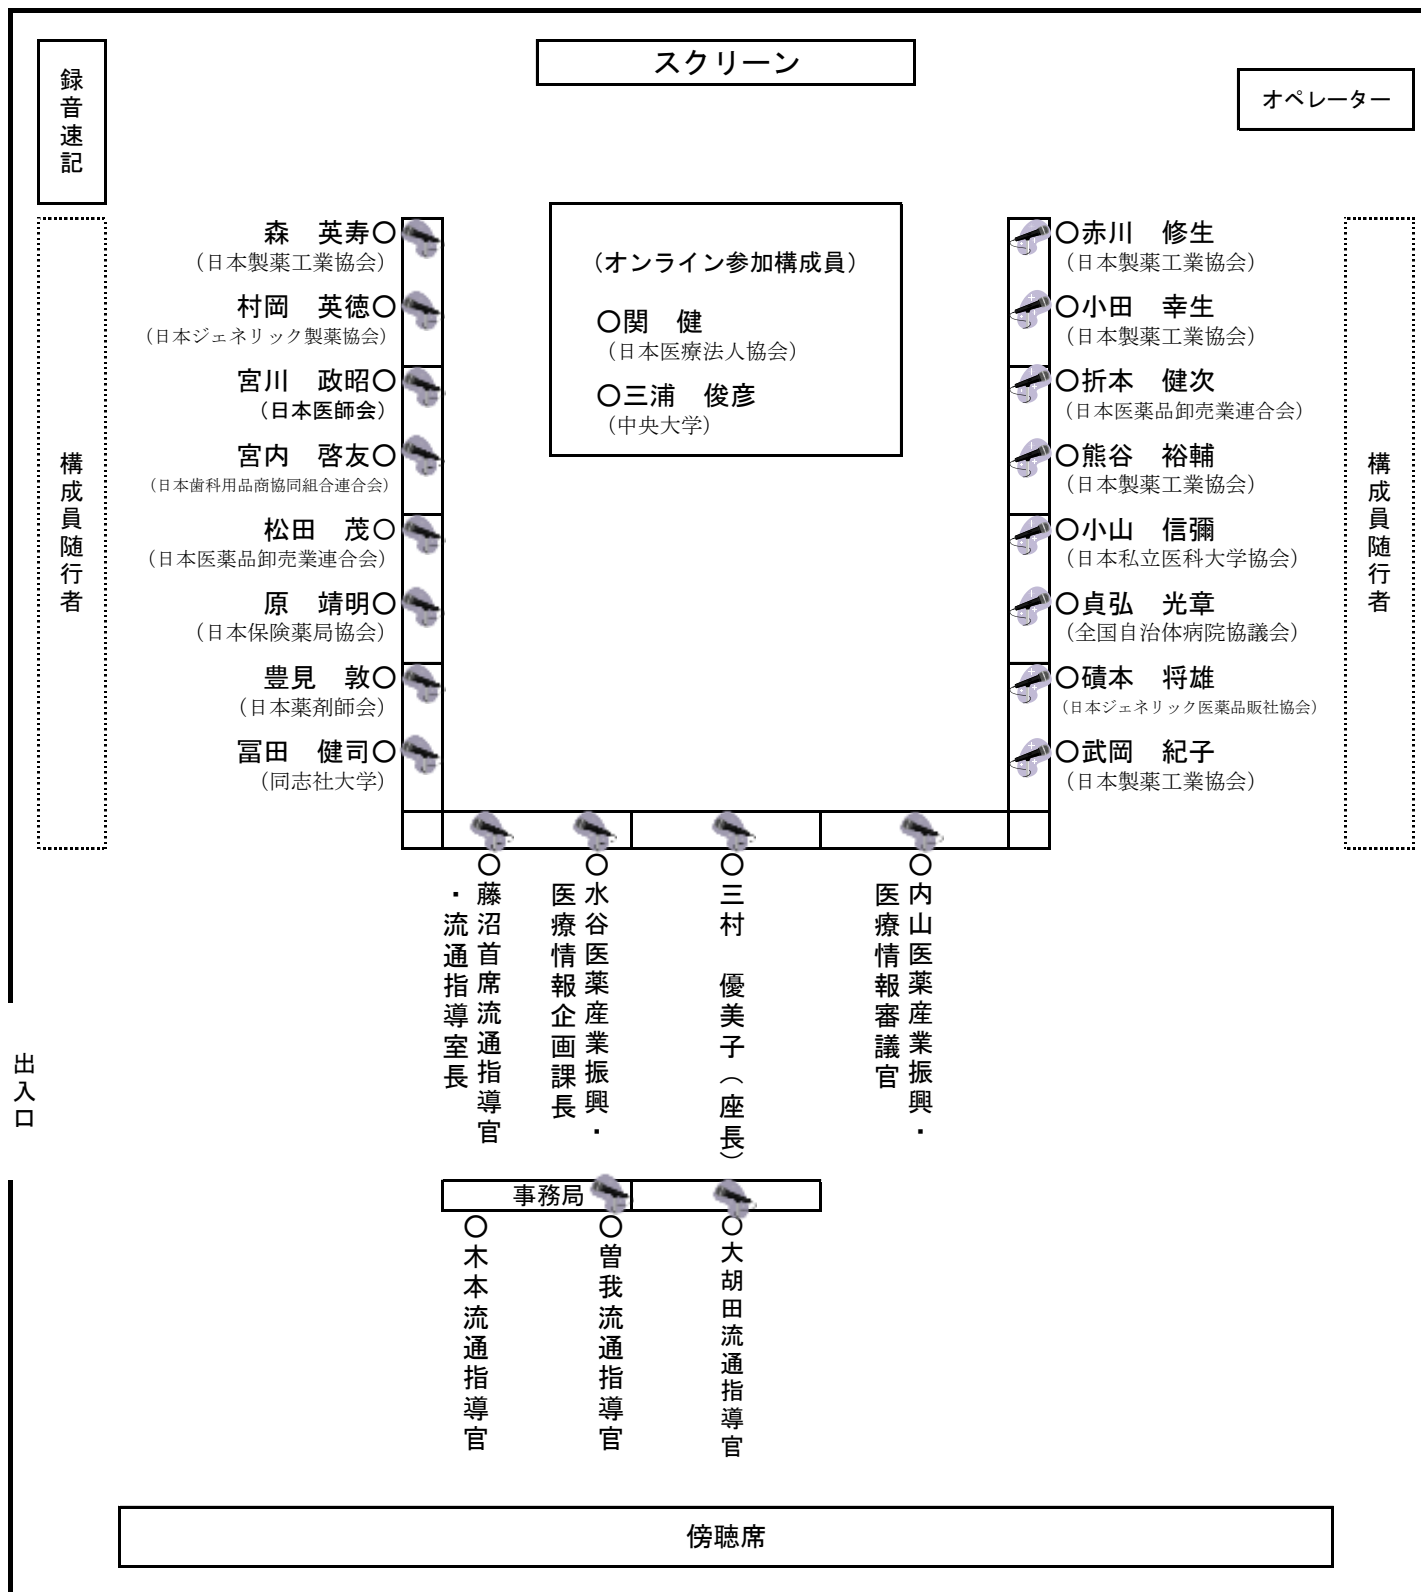 スクリーン
録音速記
オペレーター
構成員随行者
森　英寿〇
（日本製薬工業協会）
村岡　英徳〇
（日本ジェネリック製薬協会）
宮川　政昭〇
（日本医師会）
宮内　啓友〇
（日本歯科用品商協同組合連合会）
松田　茂〇
（日本医薬品卸売業連合会）
原　靖明〇
（日本保険薬局協会）
豊見　敦〇
（日本薬剤師会）
冨田　健司〇
（同志社大学）
（オンライン参加構成員）
〇関　健
（日本医療法人協会）
〇三浦　俊彦
（中央大学）
〇赤川　修生
（日本製薬工業協会）
〇小田　幸生
（日本製薬工業協会）
〇折本　健次
（日本医薬品卸売業連合会）
〇熊谷　裕輔
（日本製薬工業協会）
〇小山　信彌
（日本私立医科大学協会）
〇貞弘　光章
（全国自治体病院協議会）
〇磧本　将雄
（日本ジェネリック医薬品販社協会）
〇武岡　紀子
（日本製薬工業協会）
構成員随行者
〇藤沼首席流通指導官
・流通指導室長
〇水谷医薬産業振興・
医療情報企画課長
〇三村　優美子（座長）
〇内山医薬産業振興・
医療情報審議官
出入口
事務局
〇木本流通指導官
〇曽我流通指導官
〇大胡田流通指導官
傍聴席